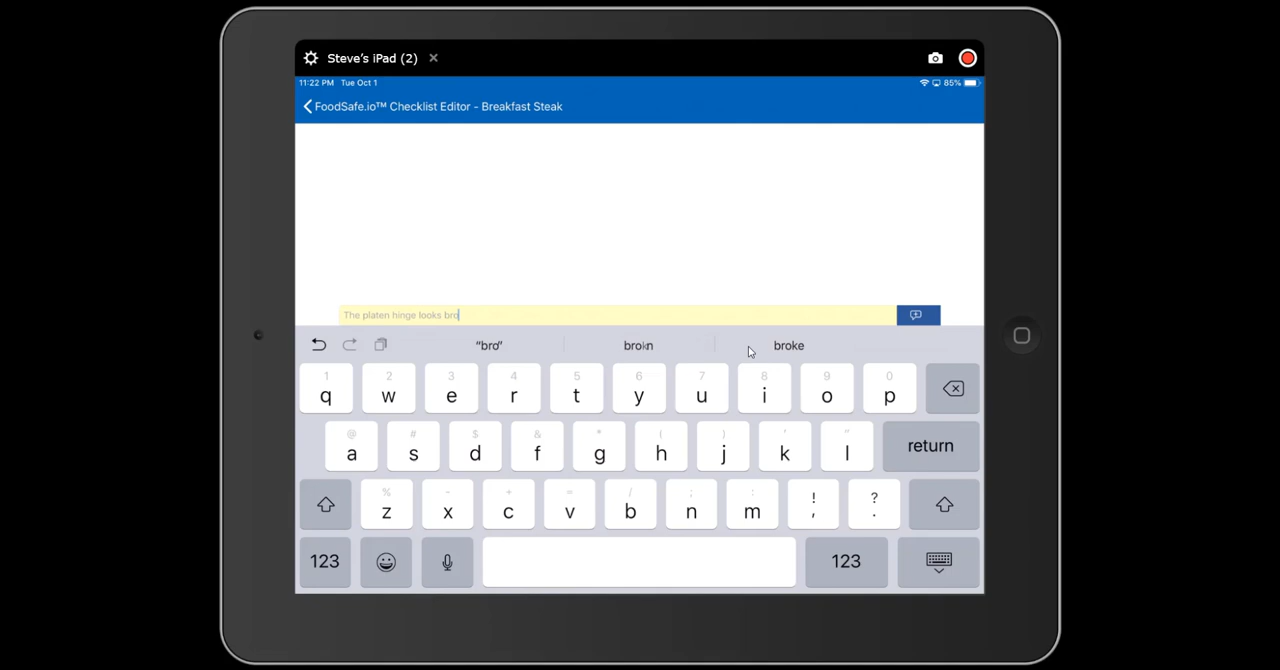 Steve's iPad (2) ×
11:22 PM Tue Oct 1 85%
FoodSafe.io™ Checklist Editor - Breakfast Steak
The platen hinge looks bro
"bro" broke
1 2 3 4 5 6 7 8 9 0
q w e r t y u i o p
@ # $ & * ( ) ' "
a s d f g h j k l return
% - + = / ; : ! ?
z x c v b n m , .
123 123